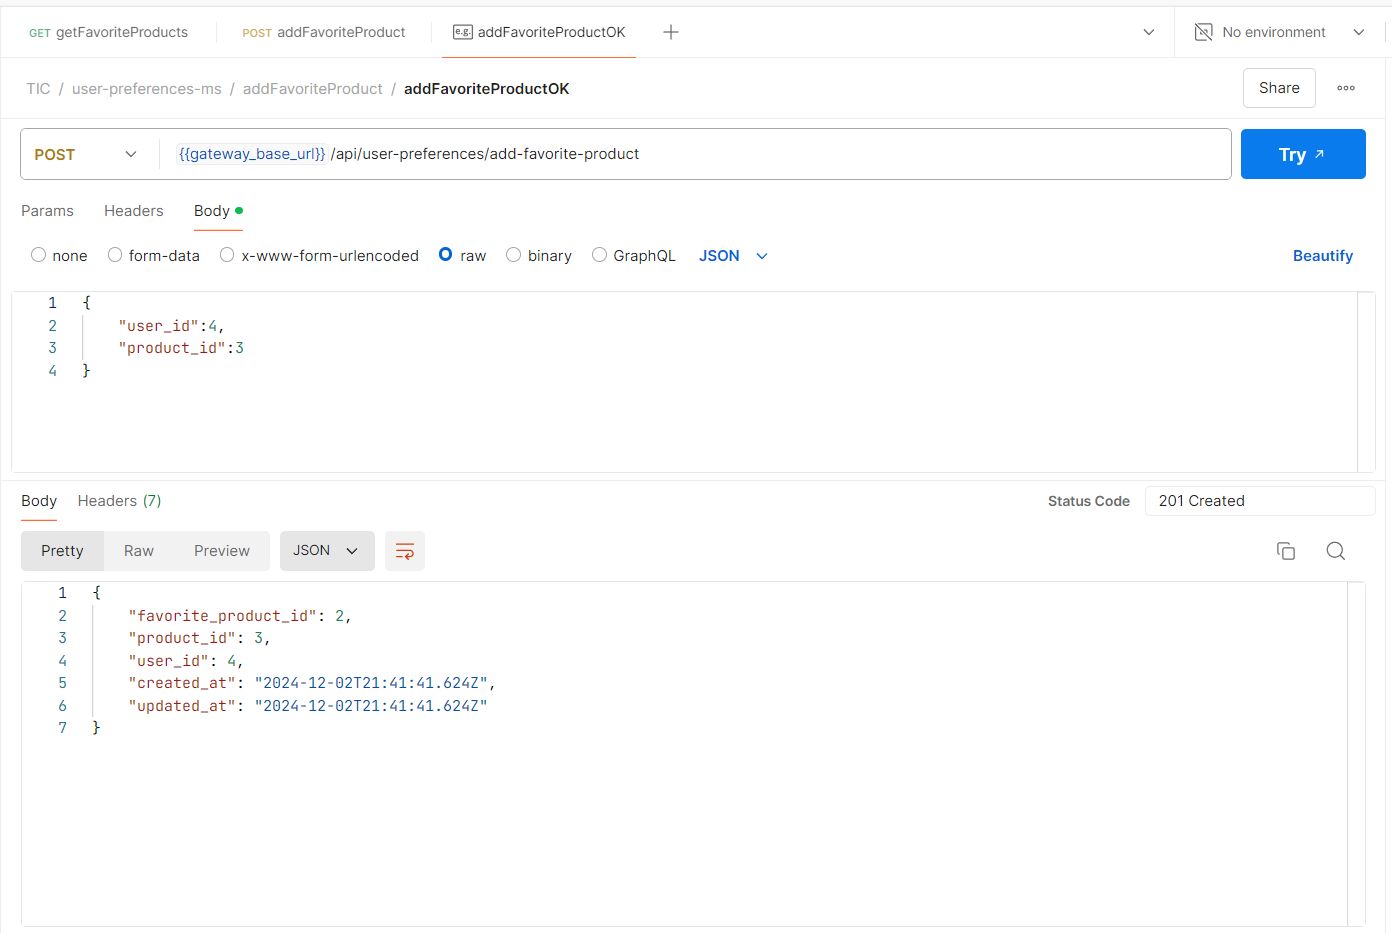 GET getFavoriteProducts POST addFavoriteProduct e.g. addFavoriteProductOK No environment
TIC / user-preferences-ms / addFavoriteProduct / addFavoriteProductOK Share
POST {{gateway_base_url}} /api/user-preferences/add-favorite-product Try
Params Headers Body
none form-data x-www-form-urlencoded raw binary GraphQL JSON Beautify
1 {
2 "user_id":4,
3 "product_id":3
4 }
Body Headers (7) Status Code 201 Created
Pretty Raw Preview JSON
1 {
2 "favorite_product_id": 2,
3 "product_id": 3,
4 "user_id": 4,
5 "created_at": "2024-12-02T21:41:41.624Z",
6 "updated_at": "2024-12-02T21:41:41.624Z"
7 }